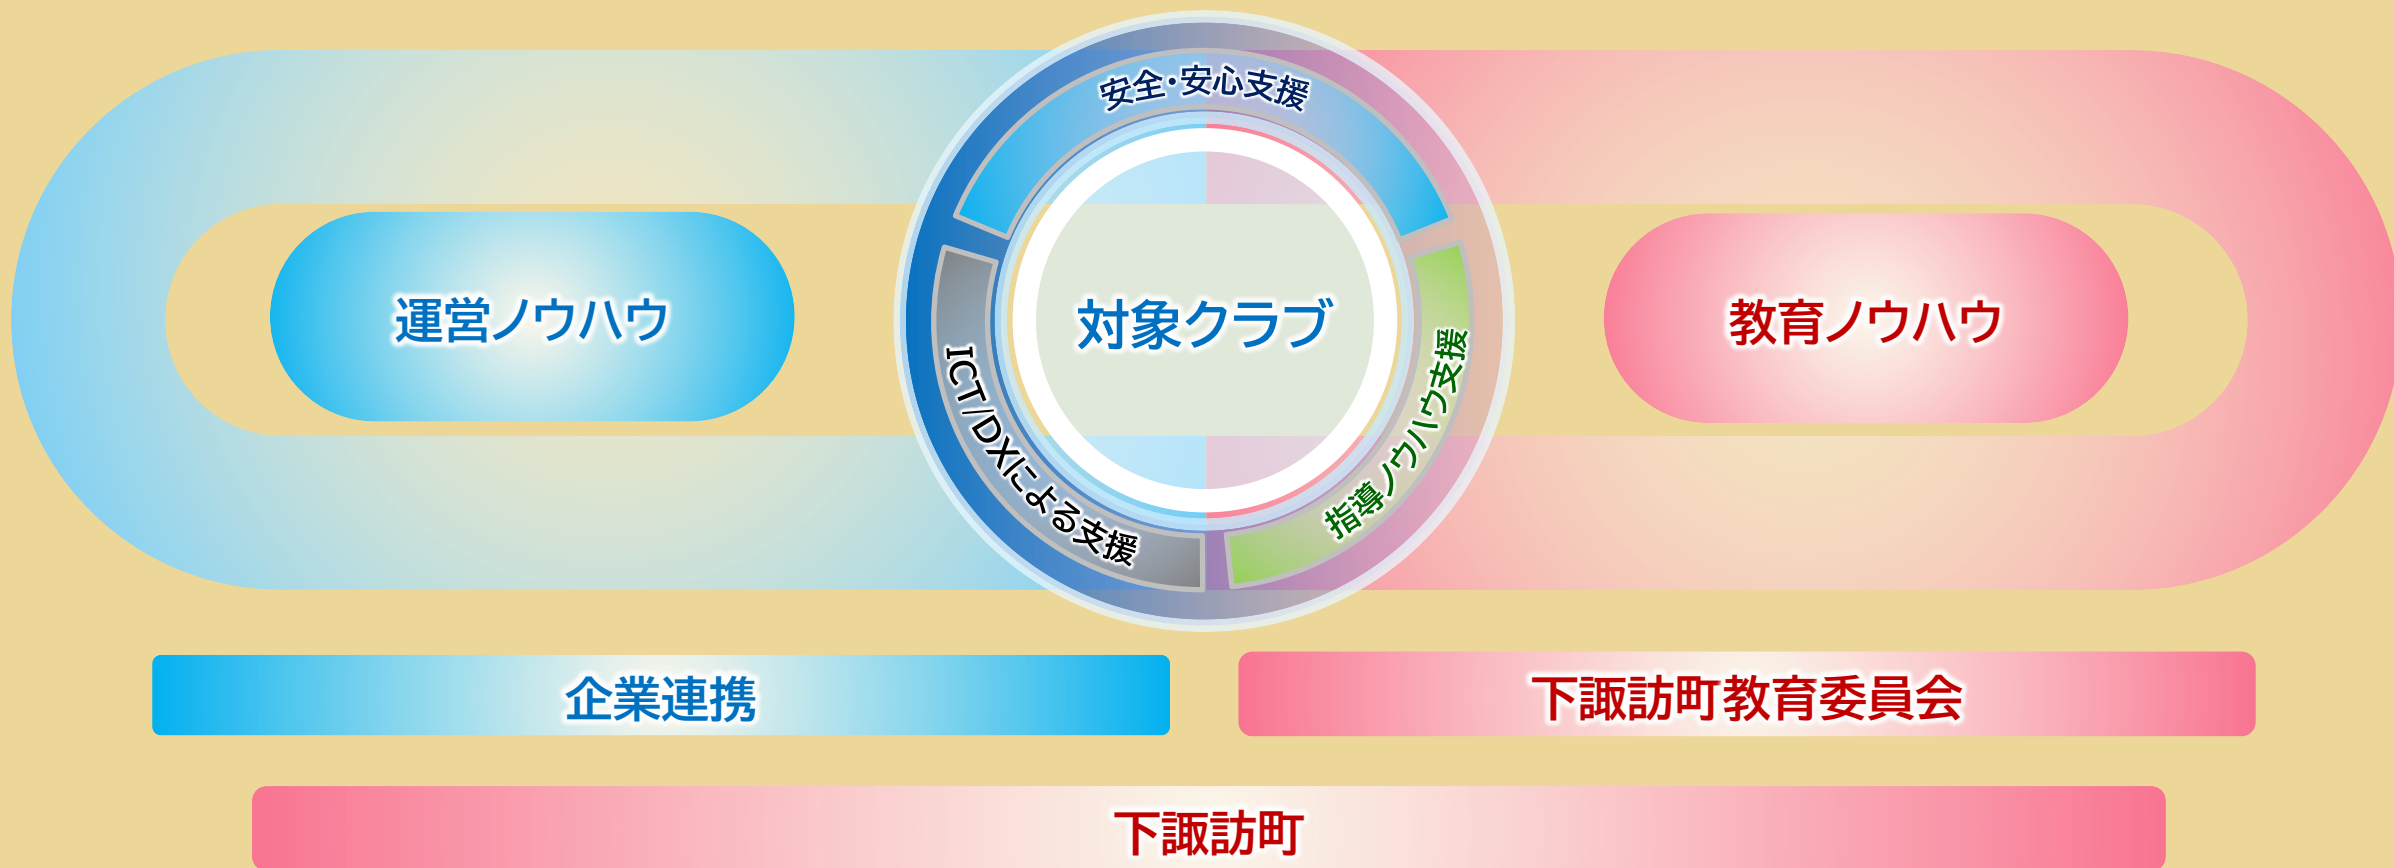 安全・安心支援
運営ノウハウ
対象クラブ
教育ノウハウ
ICT/DXによる支援
指導ノウハウ支援
企業連携
下諏訪町教育委員会
下諏訪町